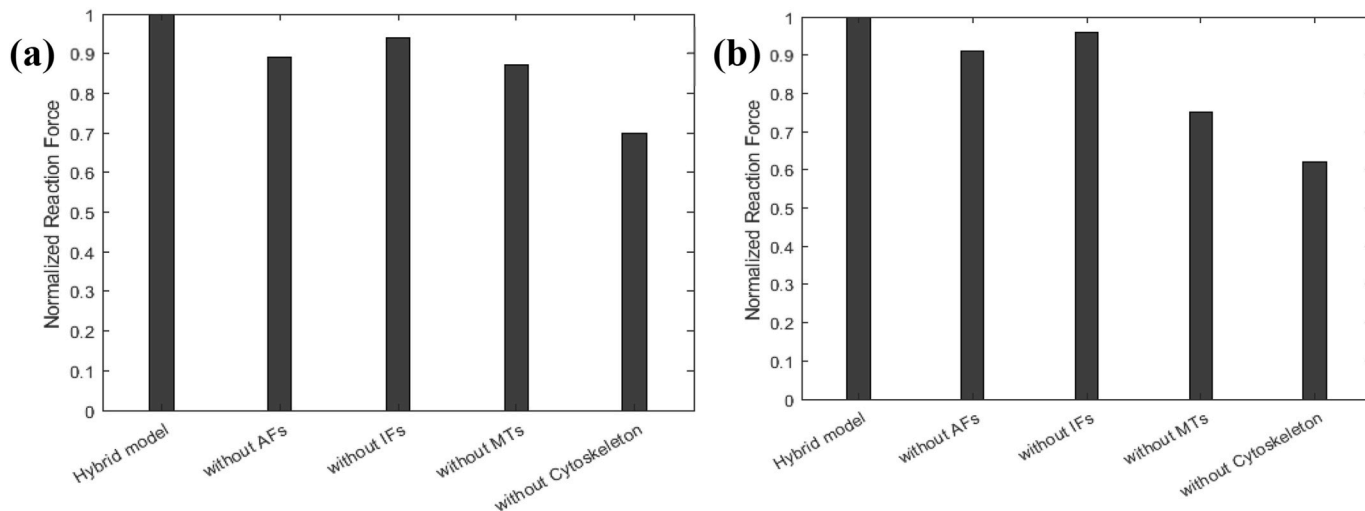 (a)
Normalized Reaction Force
1
0.9
0.8
0.7
0.6
0.5
0.4
0.3
0.2
0.1
0
Hybrid model
without AFs
without IFs
without MTs
without Cytoskeleton
(b)
Normalized Reaction Force
1
0.9
0.8
0.7
0.6
0.5
0.4
0.3
0.2
0.1
0
Hybrid model
without AFs
without IFs
without MTs
without Cytoskeleton